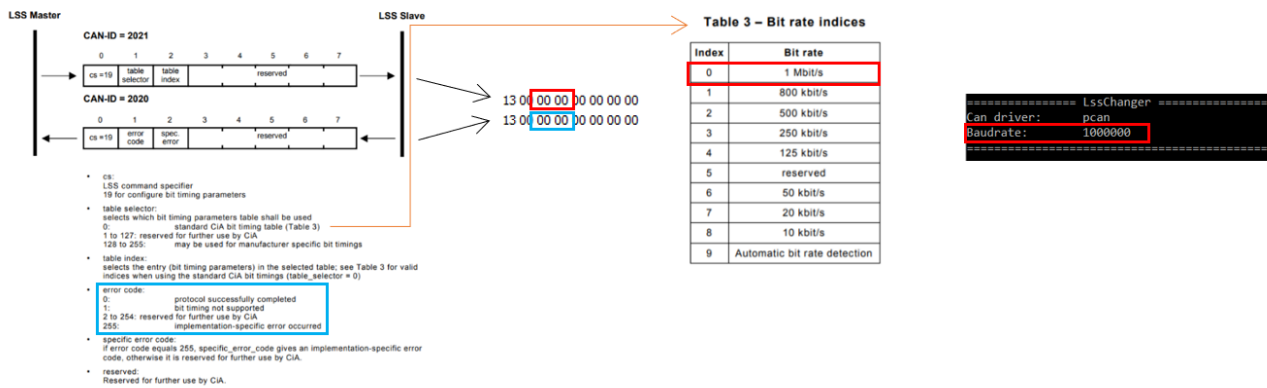 LSS Master
LSS Slave
CAN-ID = 2021
0 1 2 3 4 5 6 7
cs =19 table selector table index reserved
CAN-ID = 2020
0 1 2 3 4 5 6 7
cs =19 error code spec. error reserved
• cs:
LSS command specifier
19 for configure bit timing parameters
• table selector:
selects which bit timing parameters table shall be used
0: standard CiA bit timing table (Table 3)
1 to 127: reserved for further use by CiA
128 to 255: may be used for manufacturer specific bit timings
• table index:
selects the entry (bit timing parameters) in the selected table; see Table 3 for valid
indices when using the standard CiA bit timings (table_selector = 0)
• error code:
0: protocol successfully completed
1: bit timing not supported
2 to 254: reserved for further use by CiA
255: implementation-specific error occurred
• specific error code:
if error code equals 255, specific_error_code gives an implementation-specific error
code, otherwise it is reserved for further use by CiA.
• reserved:
Reserved for further use by CiA.
13 00 00 00 00 00 00 00
13 00 00 00 00 00 00 00
Table 3 – Bit rate indices
Index Bit rate
0 1 Mbit/s
1 800 kbit/s
2 500 kbit/s
3 250 kbit/s
4 125 kbit/s
5 reserved
6 50 kbit/s
7 20 kbit/s
8 10 kbit/s
9 Automatic bit rate detection
================ LssChanger ================
Can driver: pcan
Baudrate: 1000000
============================================